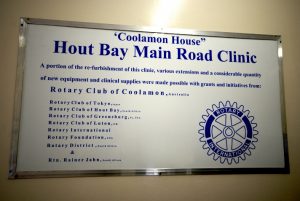 'Coolamon House"
Hout Bay Main Road Clinic
A portion of the re-furbishment of this clinic, various extensions and a considerable quantity
of new equipment and clinical supplies were made possible with grants and initiatives from:
Rotary Club of Coolamon, Australia
Rotary Club of Tokyo,
Rotary Club of Hout Bay,
Rotary Club of Greensburg,
Rotary Club of Luton,
Rotary International
Rotary Foundation,
Rotary District
&
Rtn. Rainer John,
ROTARY
INTERNATIONAL